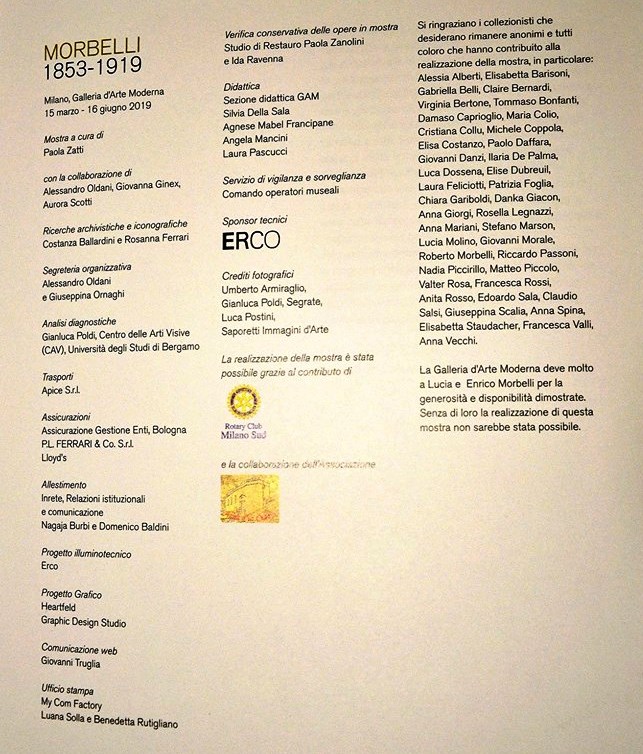 MORBELLI
1853-1919
Milano, Galleria d'Arte Moderna
15 marzo - 16 giugno 2019
Mostra a cura di
Paola Zatti
con la collaborazione di
Alessandro Oldani, Giovanna Ginex,
Aurora Scotti
Ricerche archivistiche e iconografiche
Costanza Ballardini e Rosanna Ferrari
Segreteria organizzativa
Alessandro Oldani
e Giuseppina Ornaghi
Analisi diagnostiche
Gianluca Poldi, Centro delle Arti Visive
(CAV), Università degli Studi di Bergamo
Trasporti
Apice S.r.l.
Assicurazioni
Assicurazione Gestione Enti, Bologna
P.L. FERRARI & Co. S.r.l.
Lloyd's
Allestimento
Inrete, Relazioni istituzionali
e comunicazione
Nagaja Burbi e Domenico Baldini
Progetto illuminotecnico
Erco
Progetto Grafico
Heartfeld
Graphic Design Studio
Comunicazione web
Giovanni Truglia
Ufficio stampa
My Com Factory
Luana Solla e Benedetta Rutigliano
Verifica conservativa delle opere in mostra
Studio di Restauro Paola Zanolini
e Ida Ravenna
Didattica
Sezione didattica GAM
Silvia Della Sala
Agnese Mabel Francipane
Angela Mancini
Laura Pascucci
Servizio di vigilanza e sorveglianza
Comando operatori museali
Sponsor tecnici
ERCO
Crediti fotografici
Umberto Armiraglio,
Gianluca Poldi, Segrate,
Luca Postini,
Saporetti Immagini d'Arte
La realizzazione della mostra è stata
possibile grazie al contributo di
Rotary Club
Milano Sud
e la collaborazione dell'Associazione
Si ringraziano i collezionisti che
desiderano rimanere anonimi e tutti
coloro che hanno contribuito alla
realizzazione della mostra, in particolare:
Alessia Alberti, Elisabetta Barisoni,
Gabriella Belli, Claire Bernardi,
Virginia Bertone, Tommaso Bonfanti,
Damaso Caprioglio, Maria Colio,
Cristiana Collu, Michele Coppola,
Elisa Costanzo, Paolo Daffara,
Giovanni Danzi, Ilaria De Palma,
Luca Dossena, Elise Dubreuil,
Laura Feliciotti, Patrizia Foglia,
Chiara Gariboldi, Danka Giacon,
Anna Giorgi, Rosella Legnazzi,
Anna Mariani, Stefano Marson,
Lucia Molino, Giovanni Morale,
Roberto Morbelli, Riccardo Passoni,
Nadia Piccirillo, Matteo Piccolo,
Valter Rosa, Francesca Rossi,
Anita Rosso, Edoardo Sala, Claudio
Salsi, Giuseppina Scalia, Anna Spina,
Elisabetta Staudacher, Francesca Valli,
Anna Vecchi.
La Galleria d'Arte Moderna deve molto
a Lucia e Enrico Morbelli per la
generosità e disponibilità dimostrate.
Senza di loro la realizzazione di questa
mostra non sarebbe stata possibile.